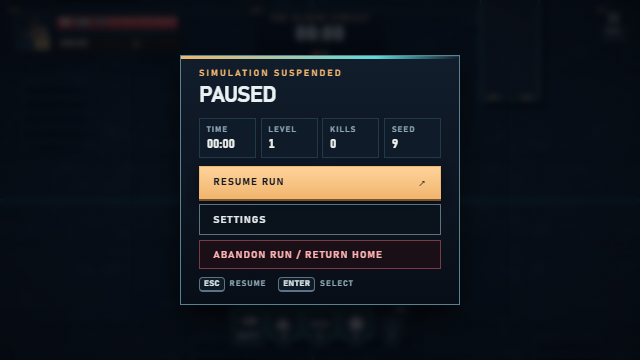 SIMULATION SUSPENDED
PAUSED
TIME LEVEL KILLS SEED
00:00 1 0 9
RESUME RUN ↗
SETTINGS
ABANDON RUN / RETURN HOME
ESC RESUME ENTER SELECT